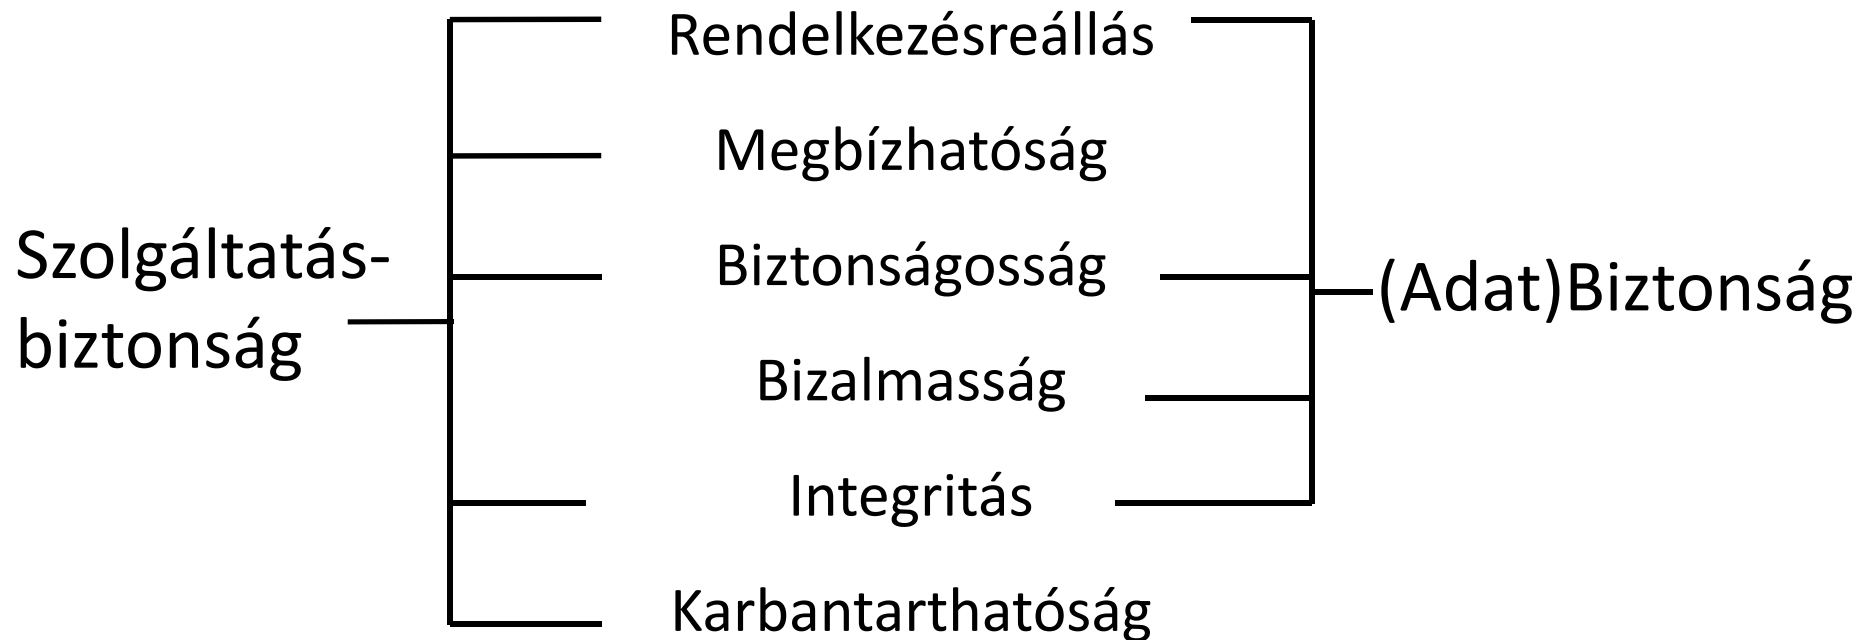 Szolgáltatás-
biztonság
Rendelkezésreállás
Megbízhatóság
Biztonságosság
Bizalmasság
Integritás
Karbantarthatóság
(Adat)Biztonság